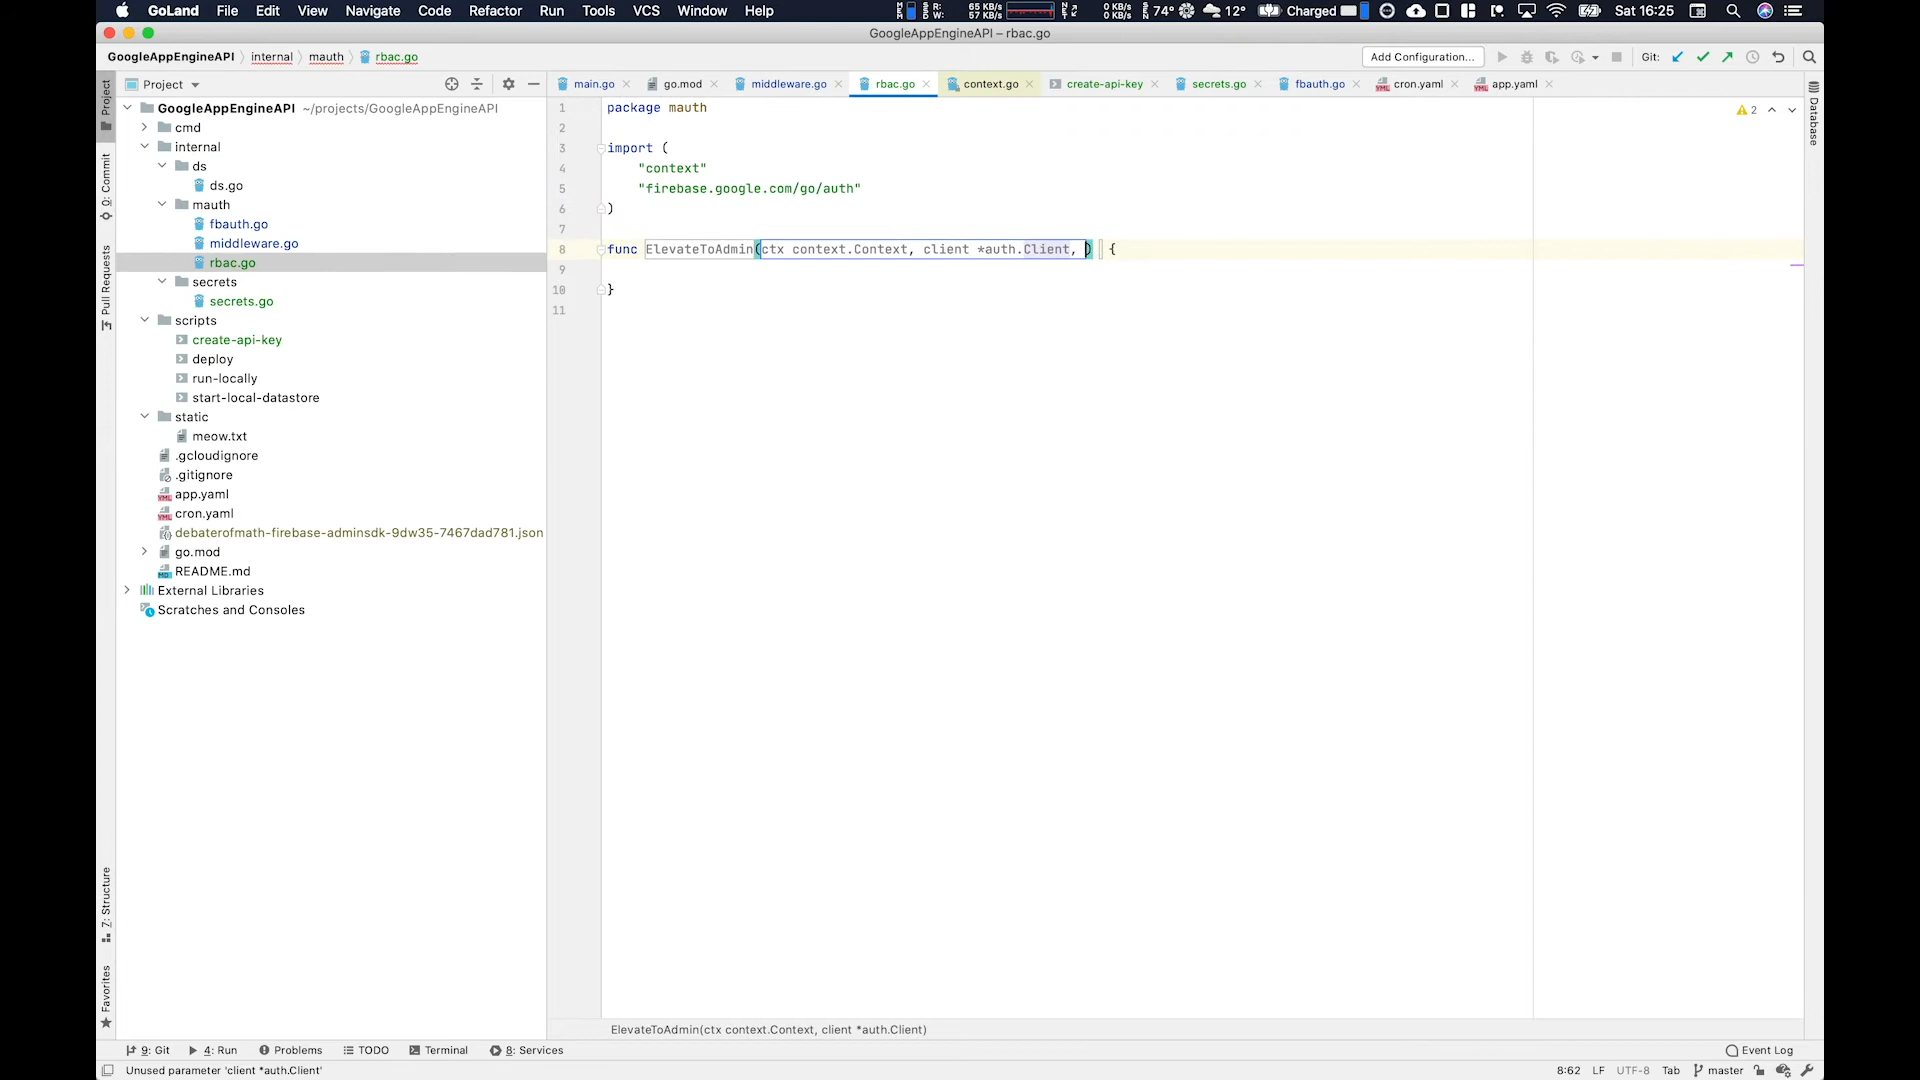 GoLand File Edit View Navigate Code Refactor Run Tools VCS Window Help
R: 65 KB/s
W: 57 KB/s
0 KB/s
0 KB/s
74° 12° Charged Sat 16:25
GoogleAppEngineAPI – rbac.go
GoogleAppEngineAPI internal mauth rbac.go
Add Configuration... Git:
Project
main.go go.mod middleware.go rbac.go context.go create-api-key secrets.go fbauth.go cron.yaml app.yaml
Project
0: Commit
Pull Requests
7: Structure
Favorites
Database
GoogleAppEngineAPI ~/projects/GoogleAppEngineAPI
cmd
internal
ds
ds.go
mauth
fbauth.go
middleware.go
rbac.go
secrets
secrets.go
scripts
create-api-key
deploy
run-locally
start-local-datastore
static
meow.txt
.gcloudignore
.gitignore
app.yaml
cron.yaml
debaterofmath-firebase-adminsdk-9dw35-7467dad781.json
go.mod
README.md
External Libraries
Scratches and Consoles
1 package mauth
2
3 import (
4 "context"
5 "firebase.google.com/go/auth"
6 )
7
8 func ElevateToAdmin(ctx context.Context, client *auth.Client, ) {
9
10 }
11
2
ElevateToAdmin(ctx context.Context, client *auth.Client)
9: Git 4: Run Problems TODO Terminal 8: Services Event Log
Unused parameter 'client *auth.Client' 8:62 LF UTF-8 Tab master